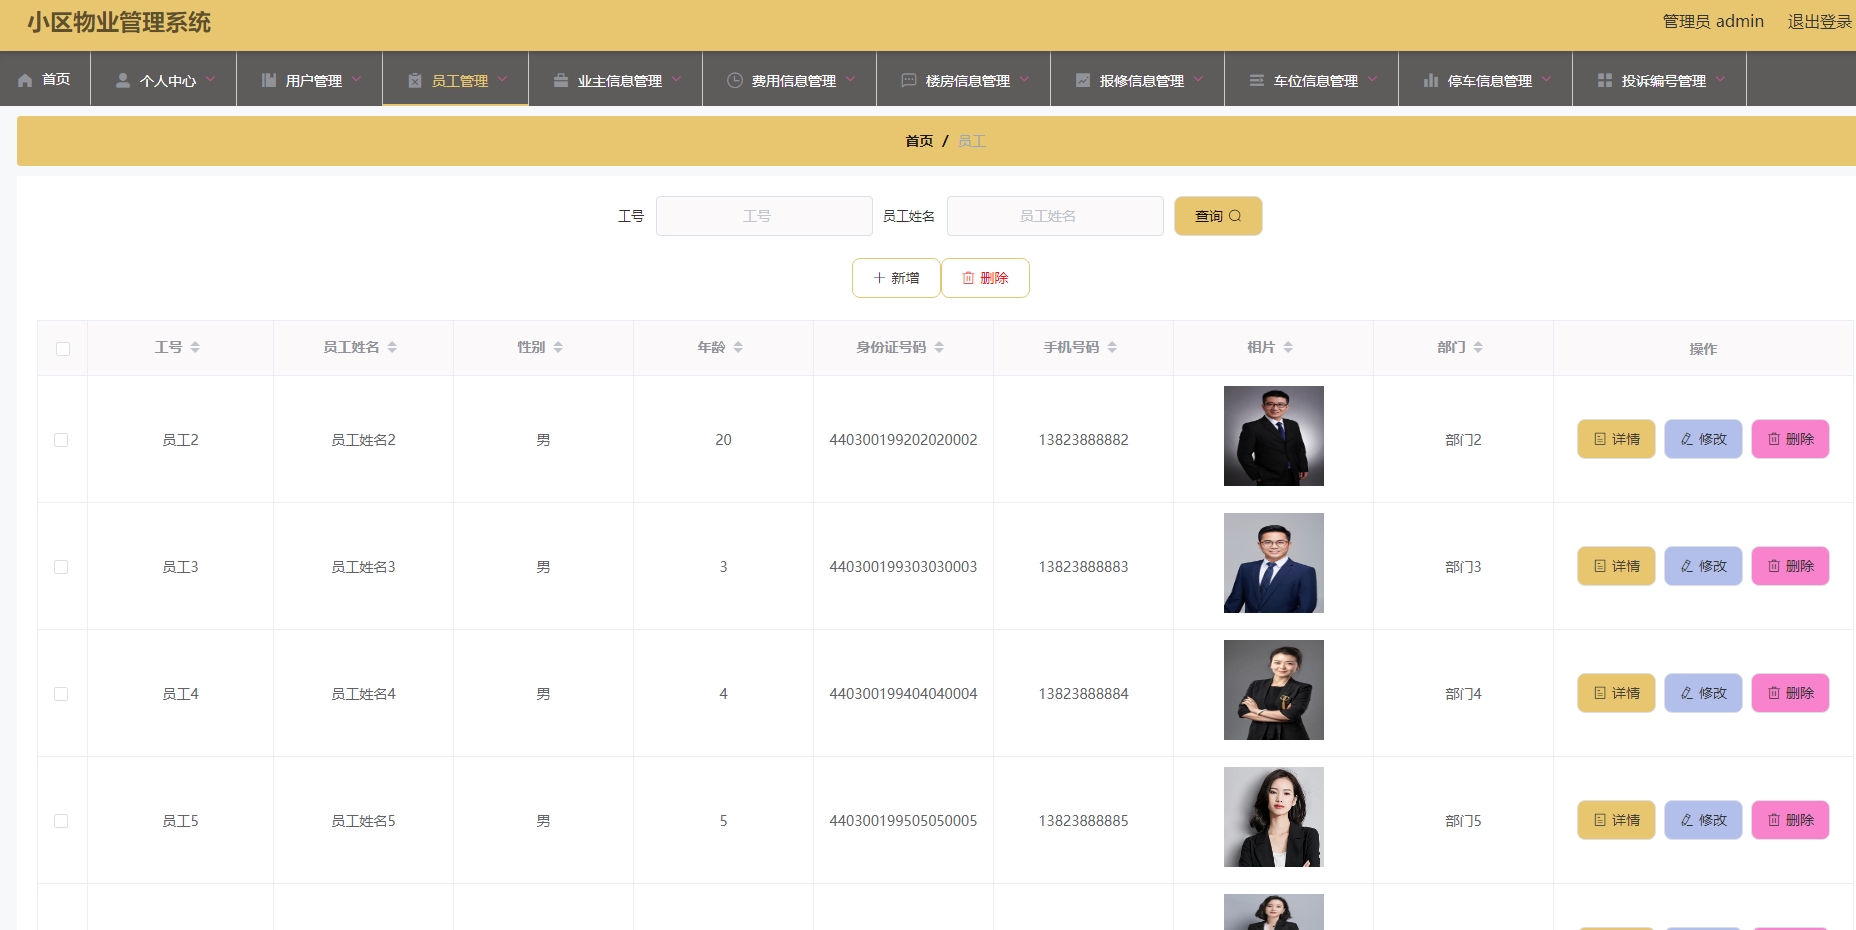 小区物业管理系统
管理员 admin 退出登录
首页 个人中心 用户管理 员工管理 业主信息管理 费用信息管理 楼房信息管理 报修信息管理 车位信息管理 停车信息管理 投诉编号管理
首页 / 员工
工号 工号 员工姓名 员工姓名 查询
新增 删除
工号 员工姓名 性别 年龄 身份证号码 手机号码 相片 部门 操作
员工2 员工姓名2 男 20 440300199202020002 13823888882 部门2 详情 修改 删除
员工3 员工姓名3 男 3 440300199303030003 13823888883 部门3 详情 修改 删除
员工4 员工姓名4 男 4 440300199404040004 13823888884 部门4 详情 修改 删除
员工5 员工姓名5 男 5 440300199505050005 13823888885 部门5 详情 修改 删除